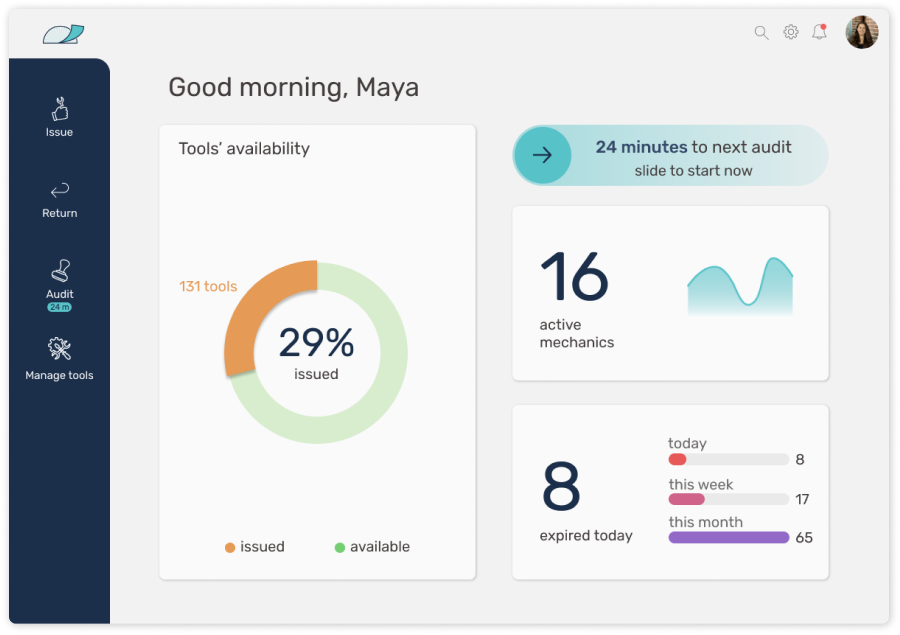 Good morning, Maya
Issue
Return
Audit
24 m
Manage tools
Tools’ availability
131 tools
29%
issued
issued
available
24 minutes to next audit
slide to start now
16
active
mechanics
8
expired today
today
8
this week
17
this month
65